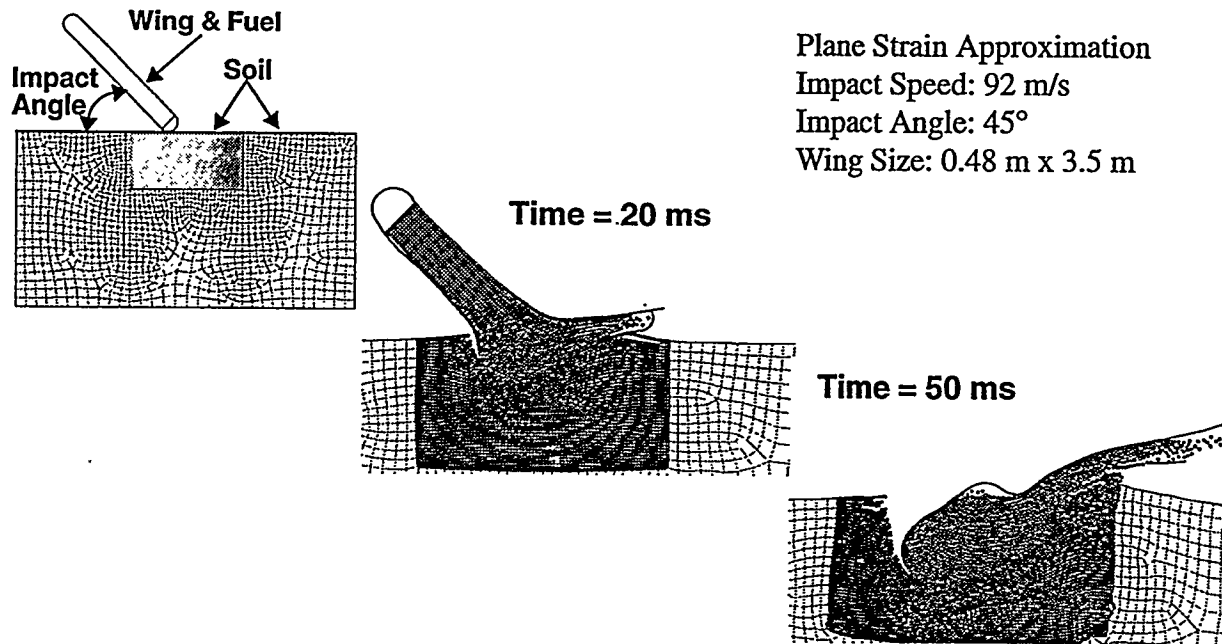 Wing & Fuel
Impact
Angle
Soil
Plane Strain Approximation
Impact Speed: 92 m/s
Impact Angle: 45°
Wing Size: 0.48 m x 3.5 m
Time = 20 ms
Time = 50 ms